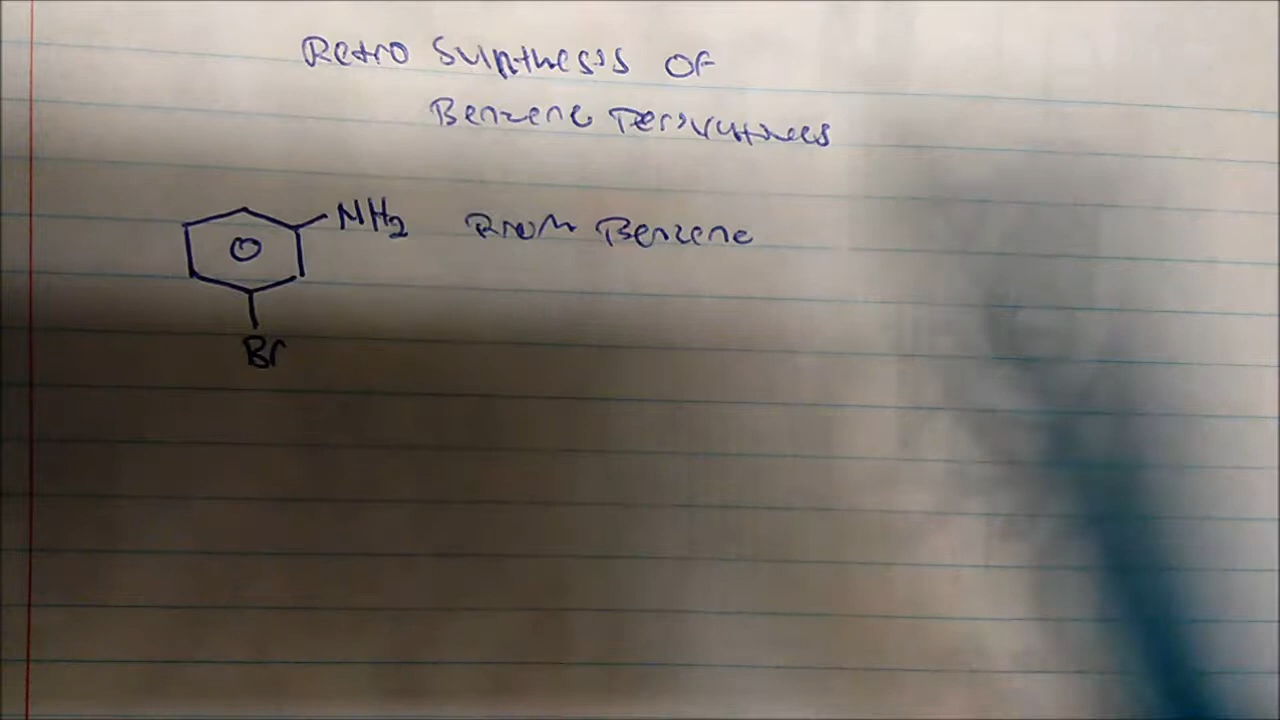 Retro Synthesis OF
Benzene Derivatives
NH2 From Benzene
Br